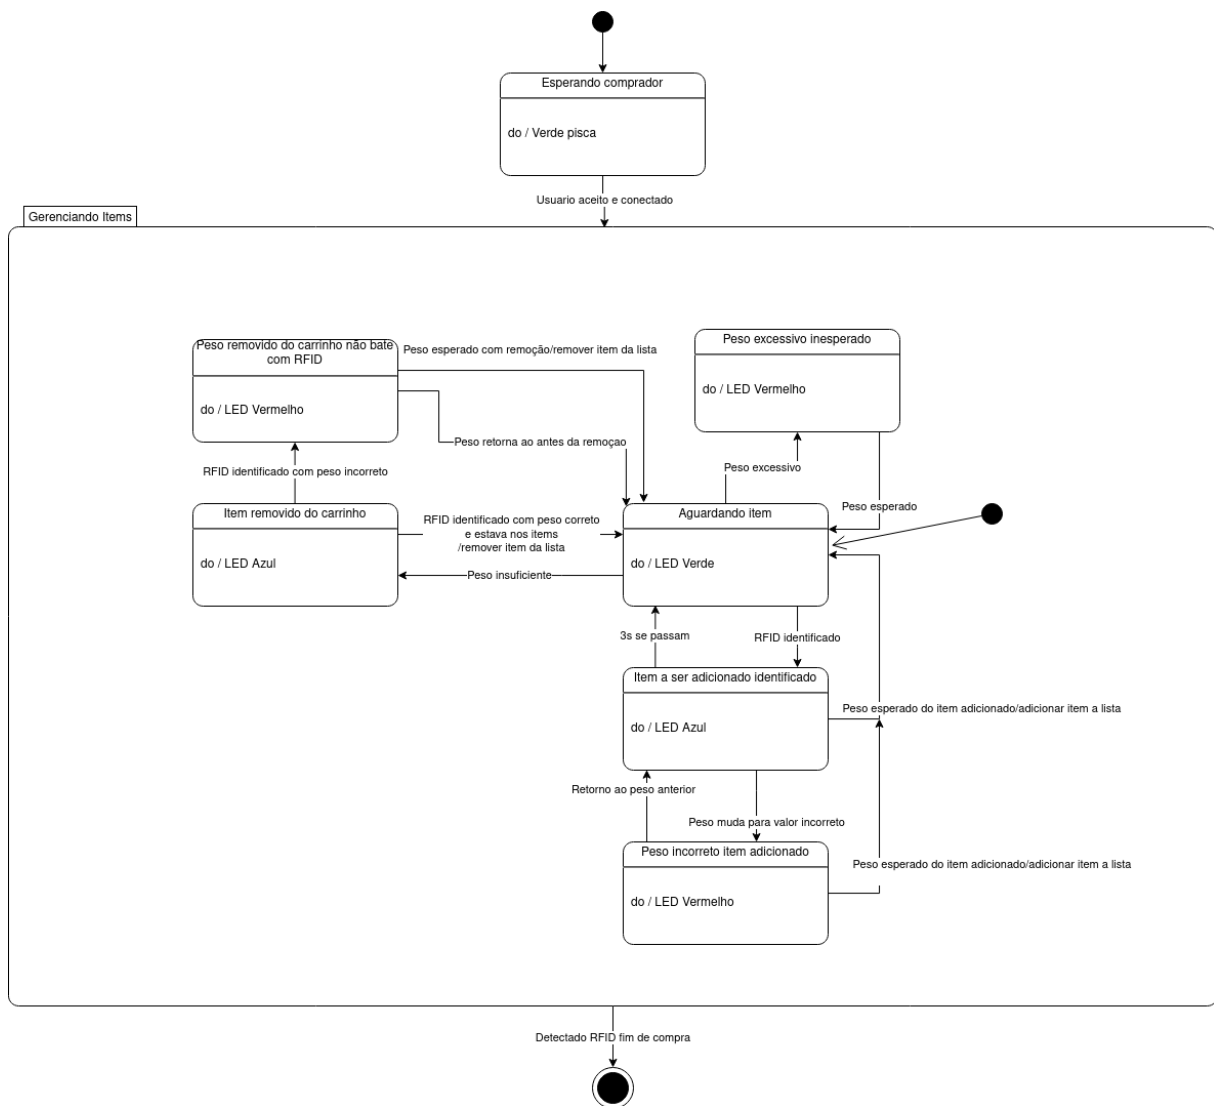 Esperando comprador
do / Verde pisca
Usuario aceito e conectado
Gerenciando Items
Peso removido do carrinho não bate
com RFID
do / LED Vermelho
Peso esperado com remoção/remover item da lista
Peso excessivo inesperado
do / LED Vermelho
Peso retorna ao antes da remoçao
RFID identificado com peso incorreto
Peso excessivo
Item removido do carrinho
do / LED Azul
RFID identificado com peso correto
e estava nos items
/remover item da lista
Peso insuficiente
Aguardando item
do / LED Verde
Peso esperado
3s se passam
RFID identificado
Item a ser adicionado identificado
do / LED Azul
Peso esperado do item adicionado/adicionar item a lista
Retorno ao peso anterior
Peso muda para valor incorreto
Peso incorreto item adicionado
do / LED Vermelho
Peso esperado do item adicionado/adicionar item a lista
Detectado RFID fim de compra